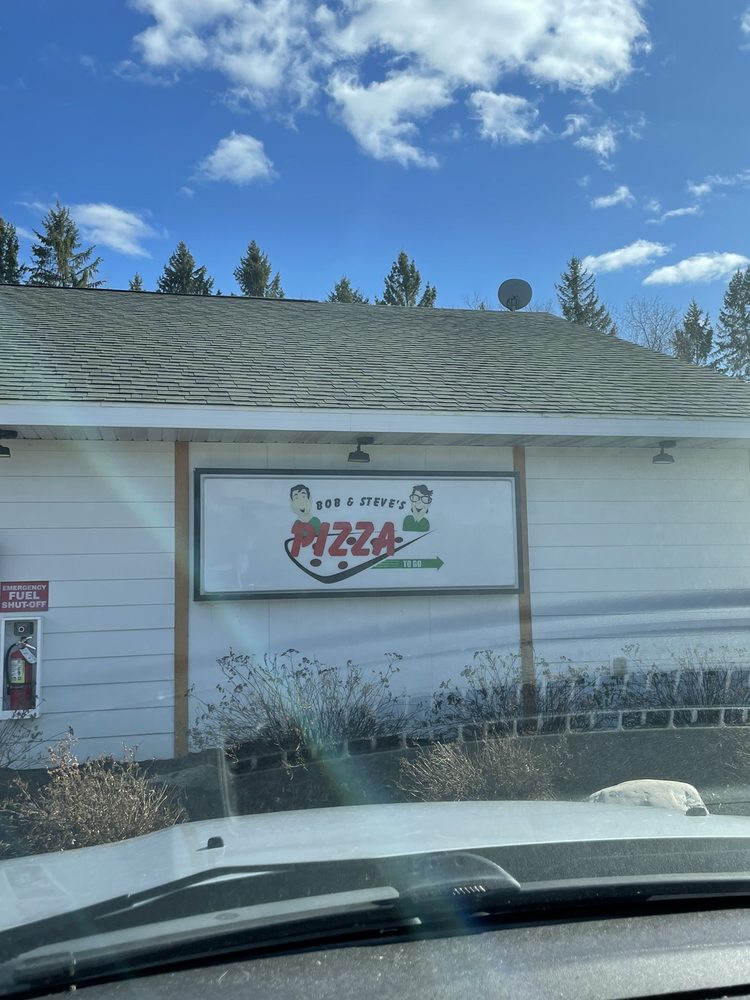 BOB & STEVE'S
PIZZA
TO GO
EMERGENCY
FUEL
SHUT-OFF